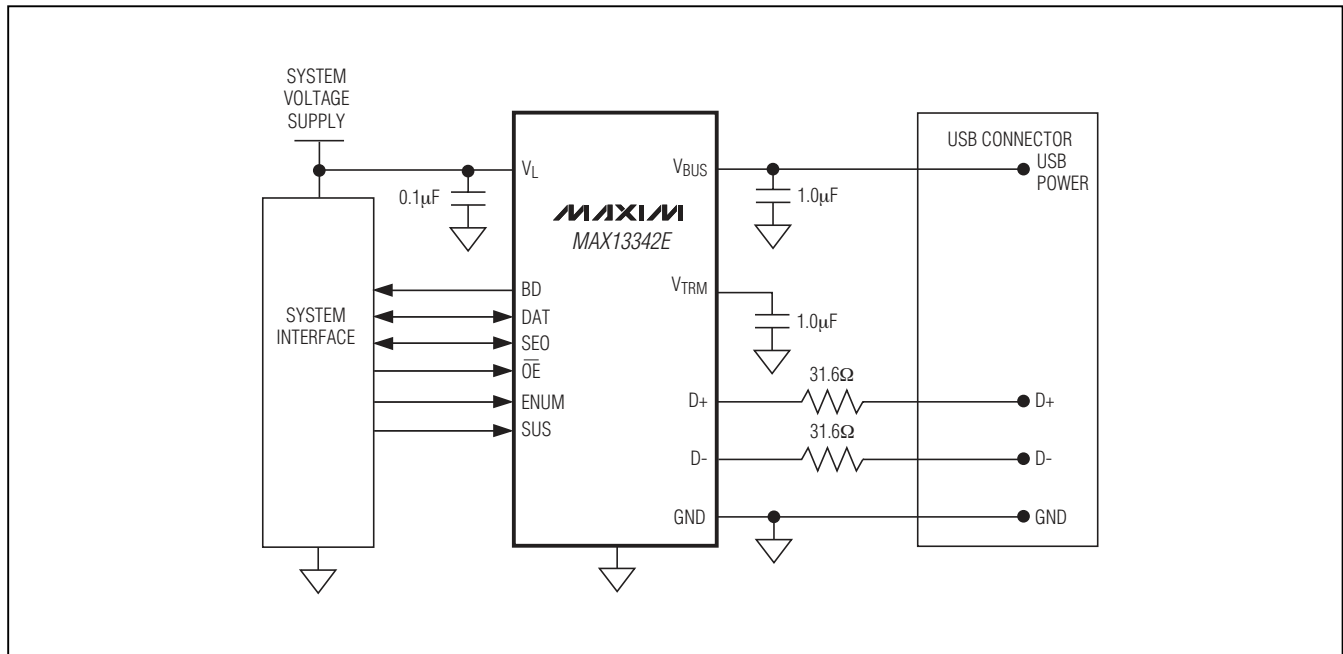 SYSTEM
VOLTAGE
SUPPLY
0.1µF
VL
VBUS
1.0µF
USB CONNECTOR
USB
POWER
MAXIM
MAX13342E
VTRM
1.0µF
SYSTEM
INTERFACE
BD
DAT
SEO
OE
ENUM
SUS
31.6Ω
D+
D+
31.6Ω
D-
D-
GND
GND